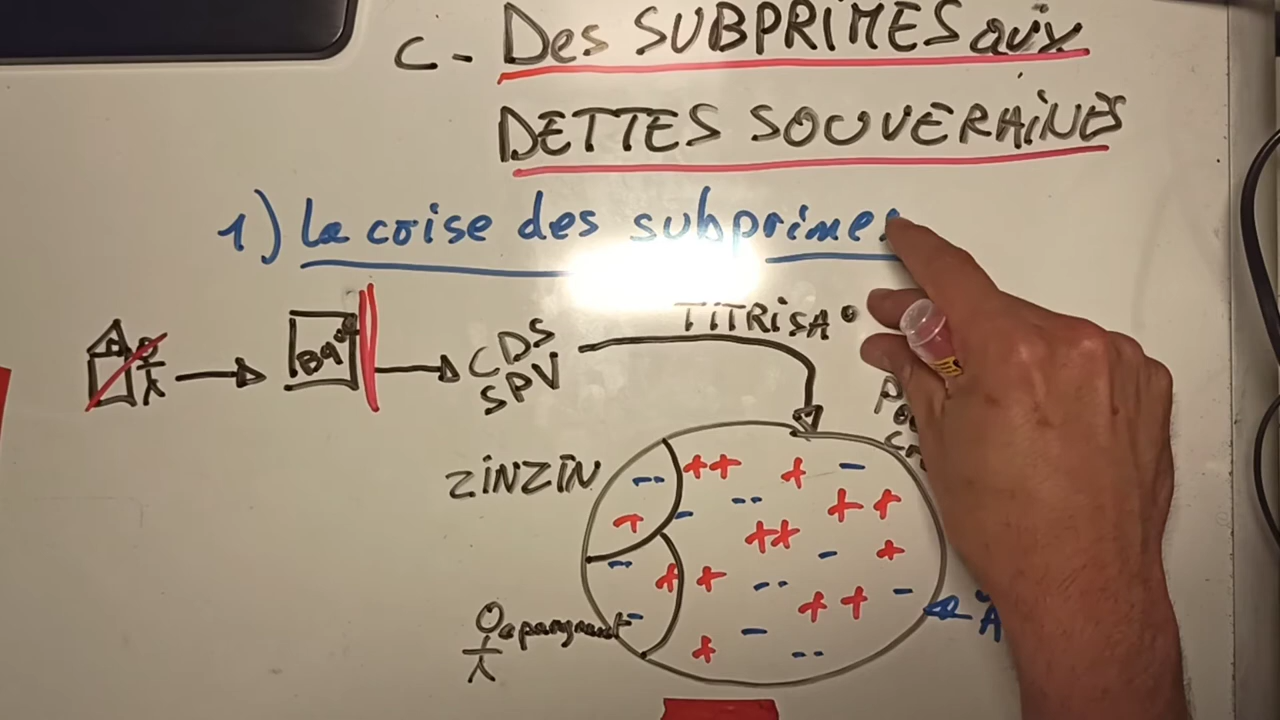 C - Des SUBPRIMES aux
DETTES SOUVERAINES
1) La crise des subprimes
Bq
CDS
SPV
TITRISA°
ZINZIN
épargnant